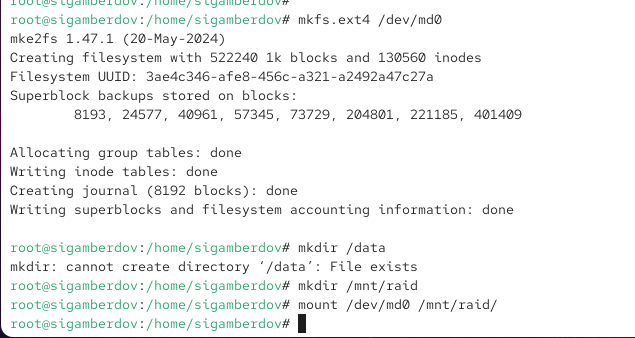 root@sigamberdov:/home/sigamberdov#
root@sigamberdov:/home/sigamberdov# mkfs.ext4 /dev/md0
mke2fs 1.47.1 (20-May-2024)
Creating filesystem with 522240 1k blocks and 130560 inodes
Filesystem UUID: 3ae4c346-afe8-456c-a321-a2492a47c27a
Superblock backups stored on blocks:
        8193, 24577, 40961, 57345, 73729, 204801, 221185, 401409

Allocating group tables: done
Writing inode tables: done
Creating journal (8192 blocks): done
Writing superblocks and filesystem accounting information: done

root@sigamberdov:/home/sigamberdov# mkdir /data
mkdir: cannot create directory ‘/data’: File exists
root@sigamberdov:/home/sigamberdov# mkdir /mnt/raid
root@sigamberdov:/home/sigamberdov# mount /dev/md0 /mnt/raid/
root@sigamberdov:/home/sigamberdov#